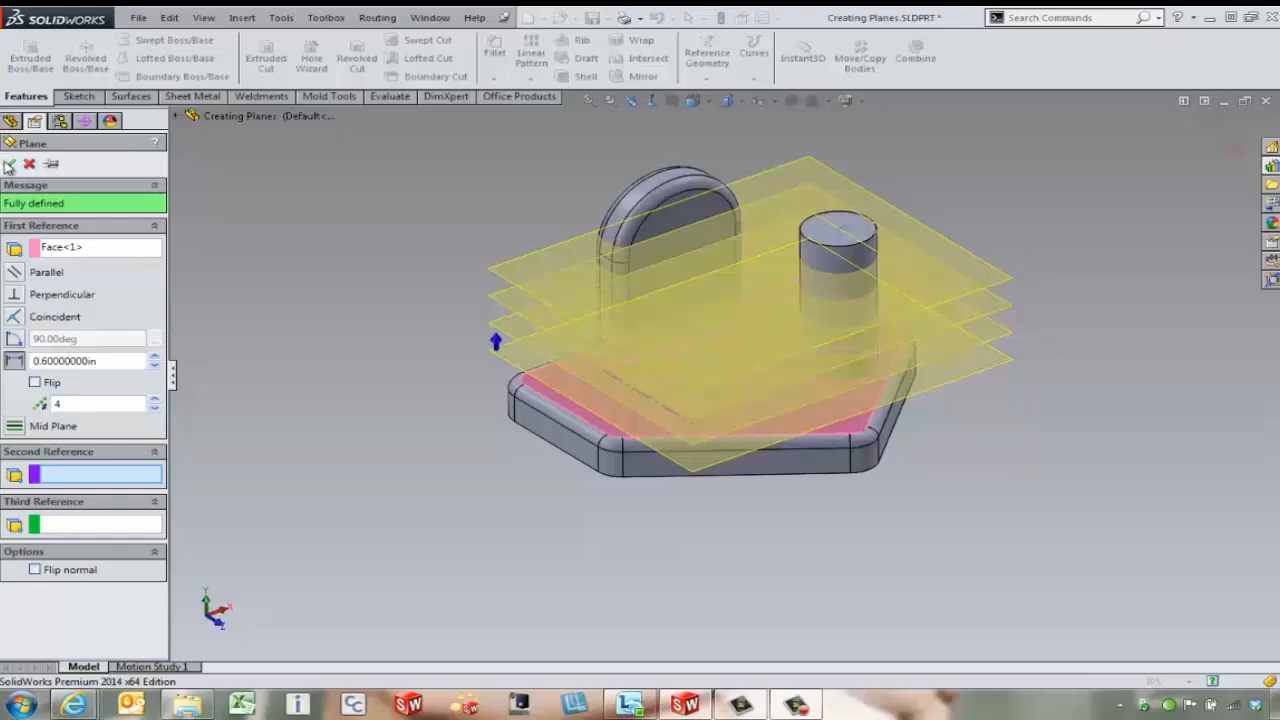 SOLIDWORKS File Edit View Insert Tools Toolbox Routing Window Help Creating Planes.SLDPRT * Search Commands ?
Extruded Boss/Base
Revolved Boss/Base
Swept Boss/Base
Lofted Boss/Base
Boundary Boss/Base
Extruded Cut
Hole Wizard
Revolved Cut
Swept Cut
Lofted Cut
Boundary Cut
Fillet
Linear Pattern
Rib
Draft
Shell
Wrap
Intersect
Mirror
Reference Geometry
Curves
Instant3D
Move/Copy Bodies
Combine
Features Sketch Surfaces Sheet Metal Weldments Mold Tools Evaluate DimXpert Office Products
Creating Planes (Default<...
Plane ?
Message
Fully defined
First Reference
Face<1>
Parallel
Perpendicular
Coincident
90.00deg
0.60000000in
Flip
4
Mid Plane
Second Reference
Third Reference
Options
Flip normal
Y
X
Z
Model Motion Study 1
SolidWorks Premium 2014 x64 Edition IPS ?